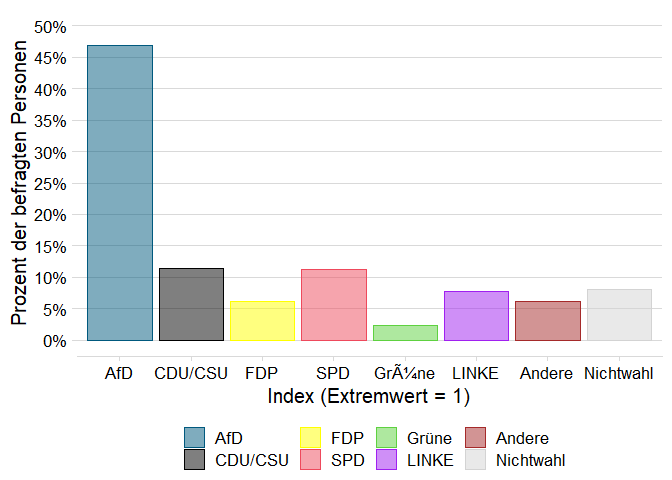 50%
45%
40%
35%
30%
25%
20%
15%
10%
5%
0%
Prozent der befragten Personen
AfD CDU/CSU FDP SPD GrÃ¼ne LINKE Andere Nichtwahl
Index (Extremwert = 1)
AfD FDP Grüne Andere
CDU/CSU SPD LINKE Nichtwahl